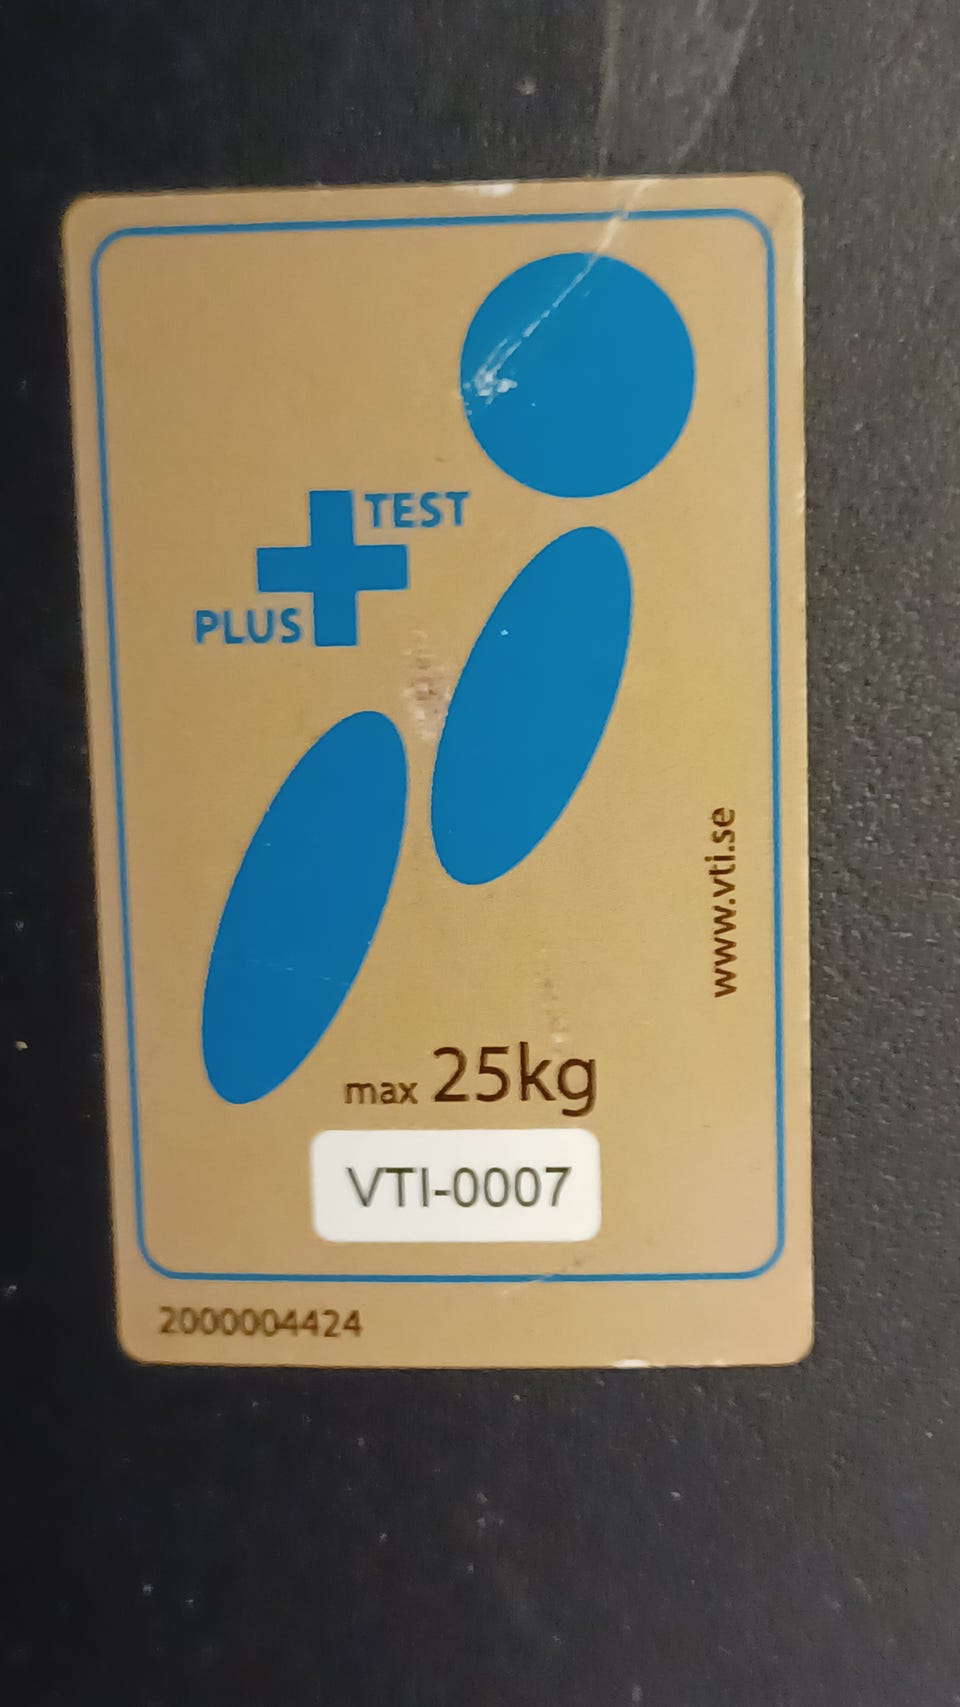 TEST
PLUS
www.vti.se
max 25kg
VTI-0007
2000004424